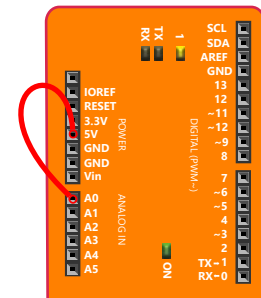 SCL
SDA
AREF
GND
13
12
~11
~12
~9
8
7
~6
~5
4
~3
2
TX→1
RX←0
DIGITAL (PWM~)
RX
TX
1
IOREF
RESET
3.3V
5V
GND
GND
Vin
POWER
A0
A1
A2
A3
A4
A5
ANALOG IN
ON